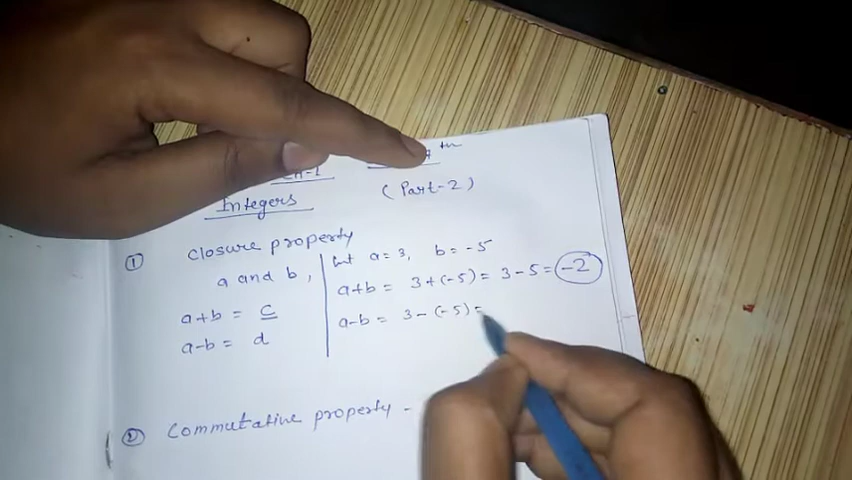 Integers
(Part-2)
① Closure property
a and b,
a+b = c
a-b = d
let a = 3, b = -5
a+b = 3+(-5) = 3-5 = -2
a-b = 3-(-5) =
② Commutative property -